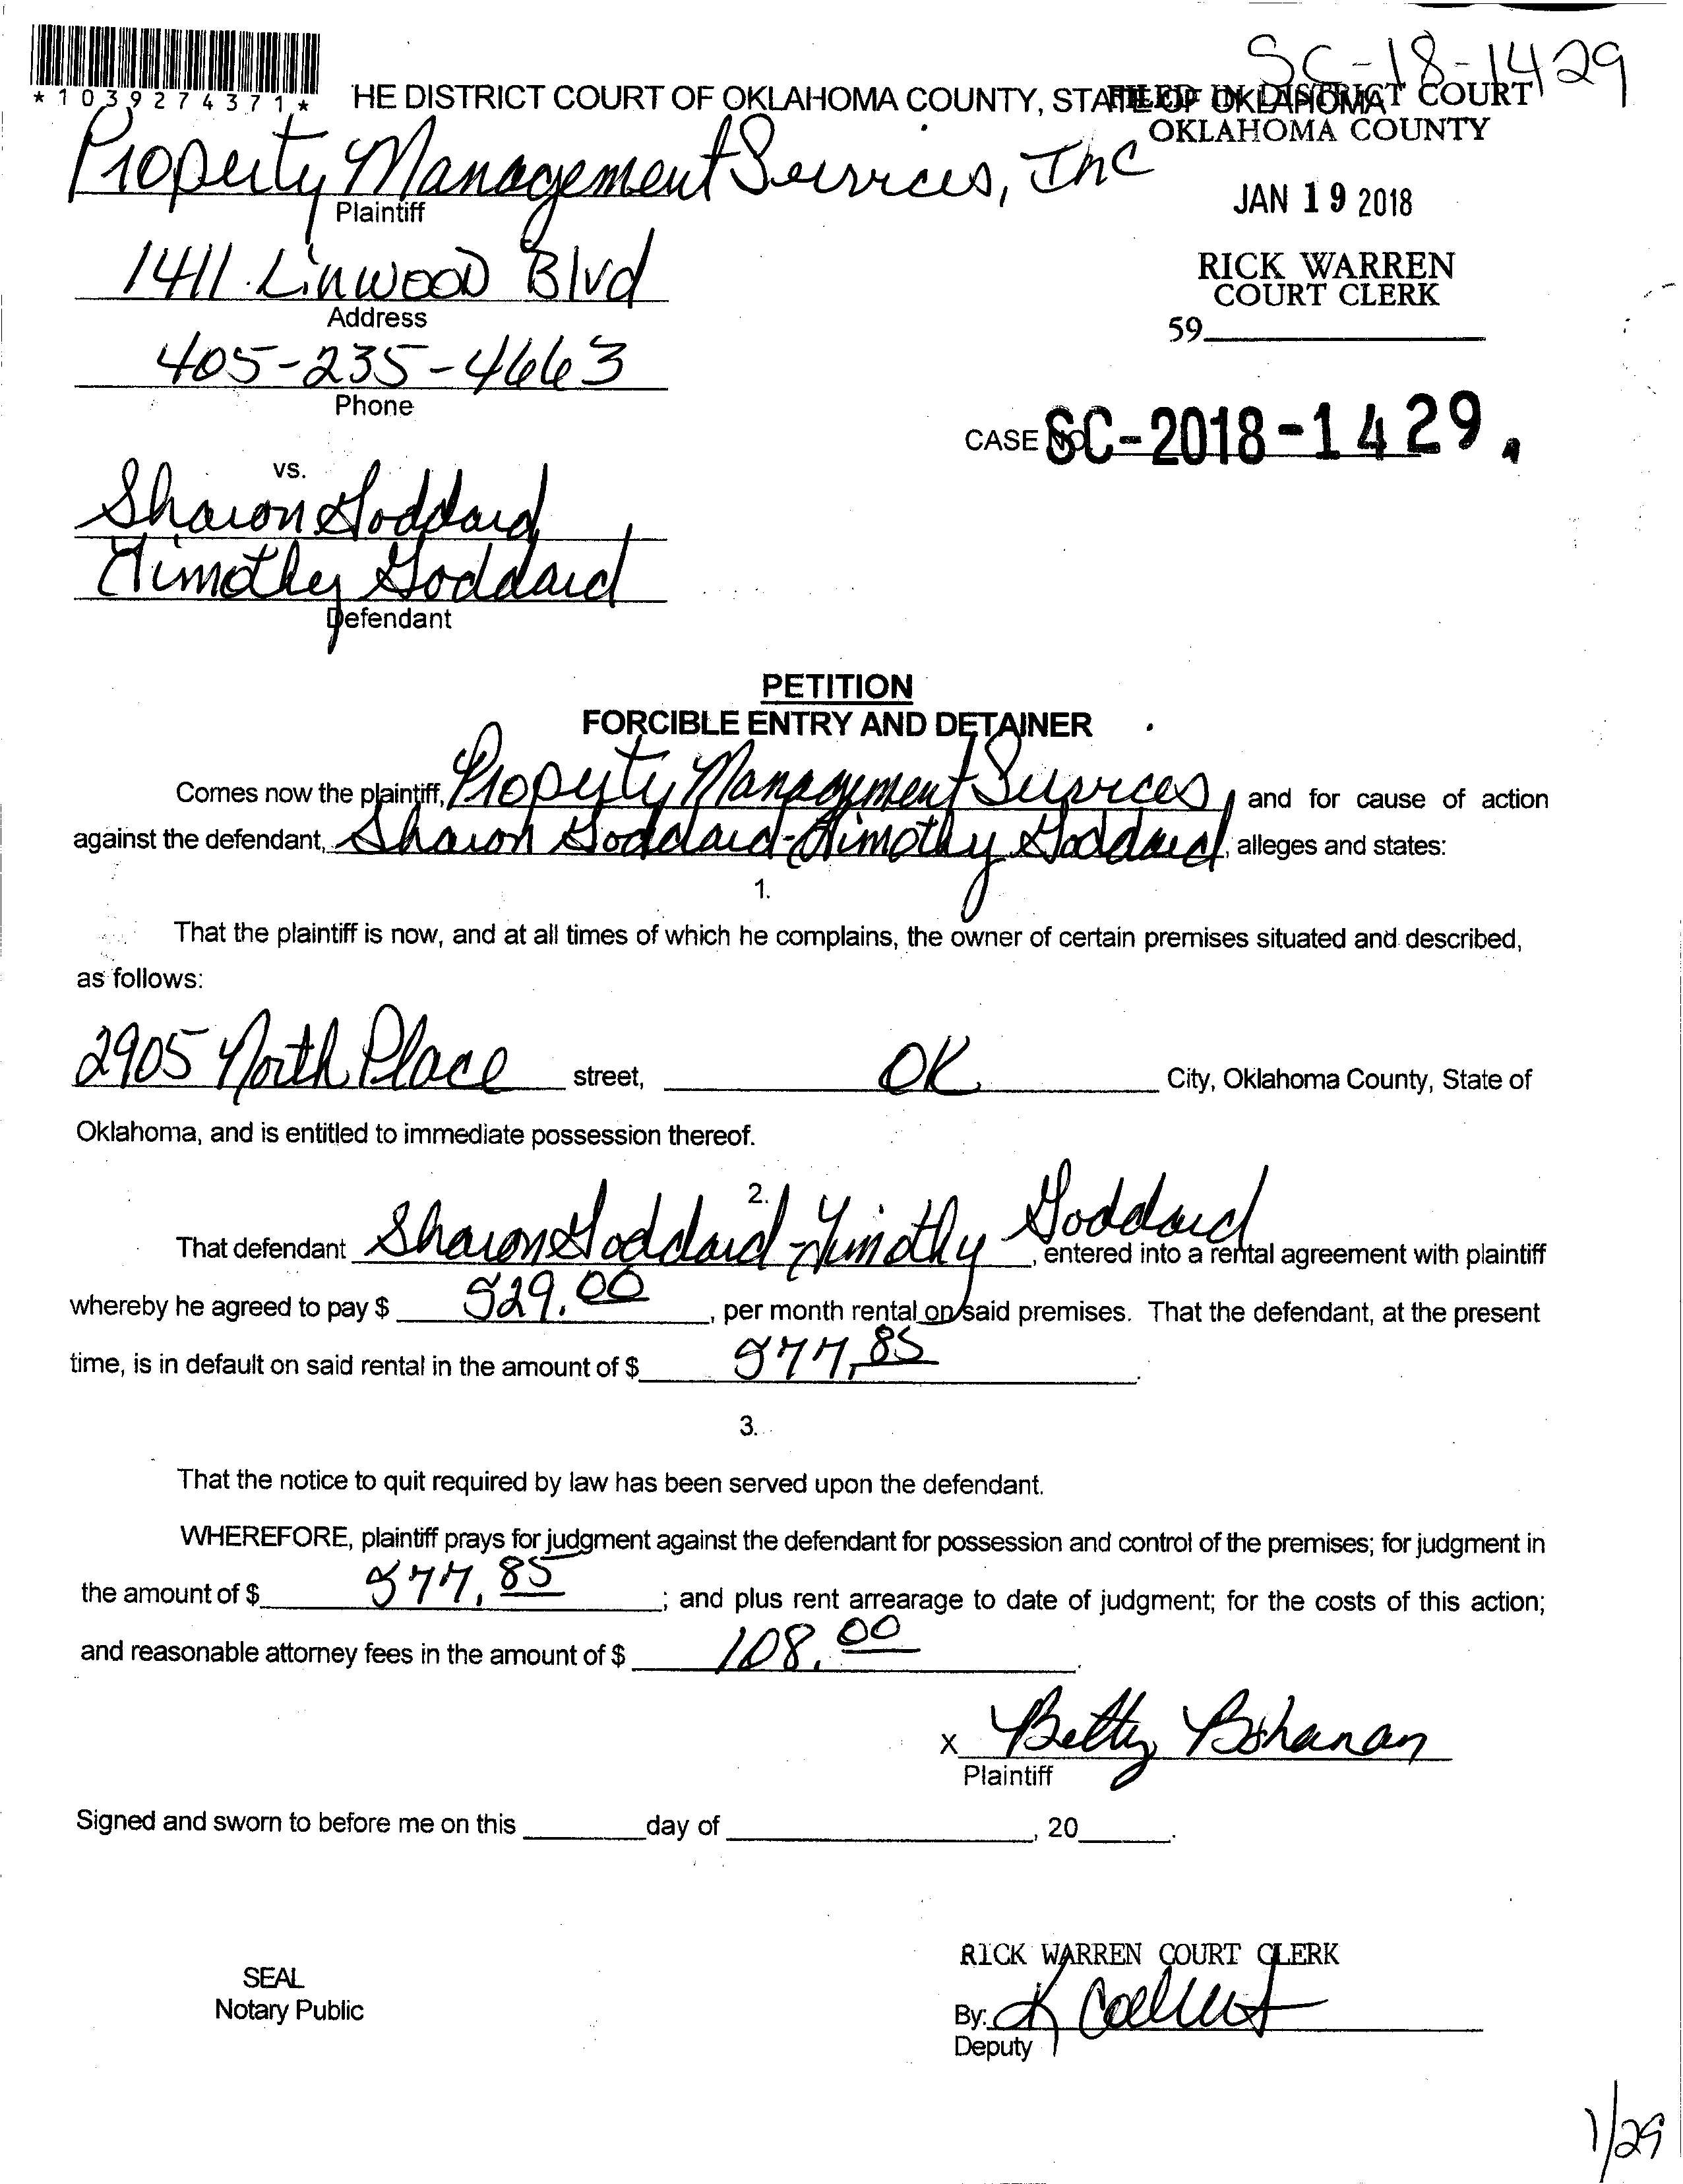 SC-18-1429
*1039274371*
HE DISTRICT COURT OF OKLAHOMA COUNTY, STATE OF OKLAHOMA
FILED IN DISTRICT COURT
OKLAHOMA COUNTY
Property Management Services, Inc
Plaintiff
JAN 19 2018
1411 Linwood Blvd
Address
RICK WARREN
COURT CLERK
59
405-235-4663
Phone
CASE NO. SC-2018-1429
vs.
Sharon Goddard
Timothy Goddard
Defendant
PETITION
FORCIBLE ENTRY AND DETAINER
Comes now the plaintiff, Property Management Services, and for cause of action
against the defendant, Sharon Goddard-Timothy Goddard, alleges and states:
1.
That the plaintiff is now, and at all times of which he complains, the owner of certain premises situated and described,
as follows:
2905 North Place street, OK City, Oklahoma County, State of
Oklahoma, and is entitled to immediate possession thereof.
2.
That defendant Sharon Goddard-Timothy Goddard, entered into a rental agreement with plaintiff
whereby he agreed to pay $ 529.00, per month rental on said premises. That the defendant, at the present
time, is in default on said rental in the amount of $ 577.85.
3.
That the notice to quit required by law has been served upon the defendant.
WHEREFORE, plaintiff prays for judgment against the defendant for possession and control of the premises; for judgment in
the amount of $ 577.85; and plus rent arrearage to date of judgment; for the costs of this action;
and reasonable attorney fees in the amount of $ 108.00.
x Betty Bohanan
Plaintiff
Signed and sworn to before me on this day of , 20 .
RICK WARREN COURT CLERK
SEAL
Notary Public
By: K
Deputy
1/29